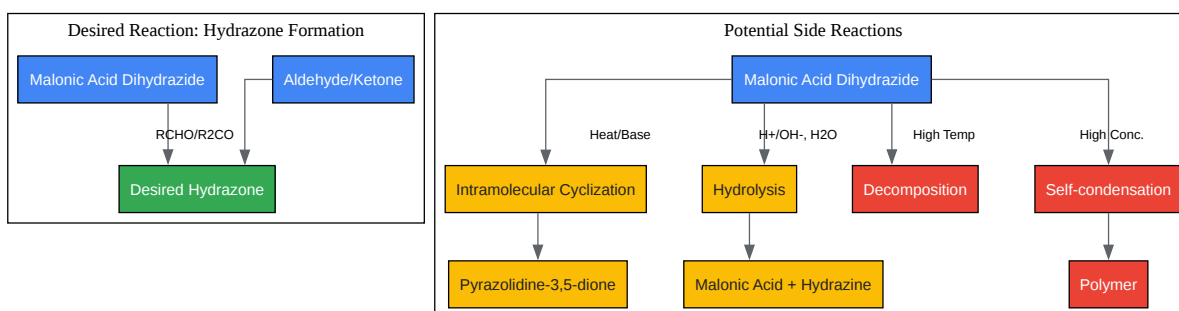 Desired Reaction: Hydrazone Formation
Malonic Acid Dihydrazide
Aldehyde/Ketone
RCHO/R2CO
Desired Hydrazone
Potential Side Reactions
Malonic Acid Dihydrazide
Heat/Base
H+/OH-, H2O
High Temp
High Conc.
Intramolecular Cyclization
Hydrolysis
Decomposition
Self-condensation
Pyrazolidine-3,5-dione
Malonic Acid + Hydrazine
Polymer